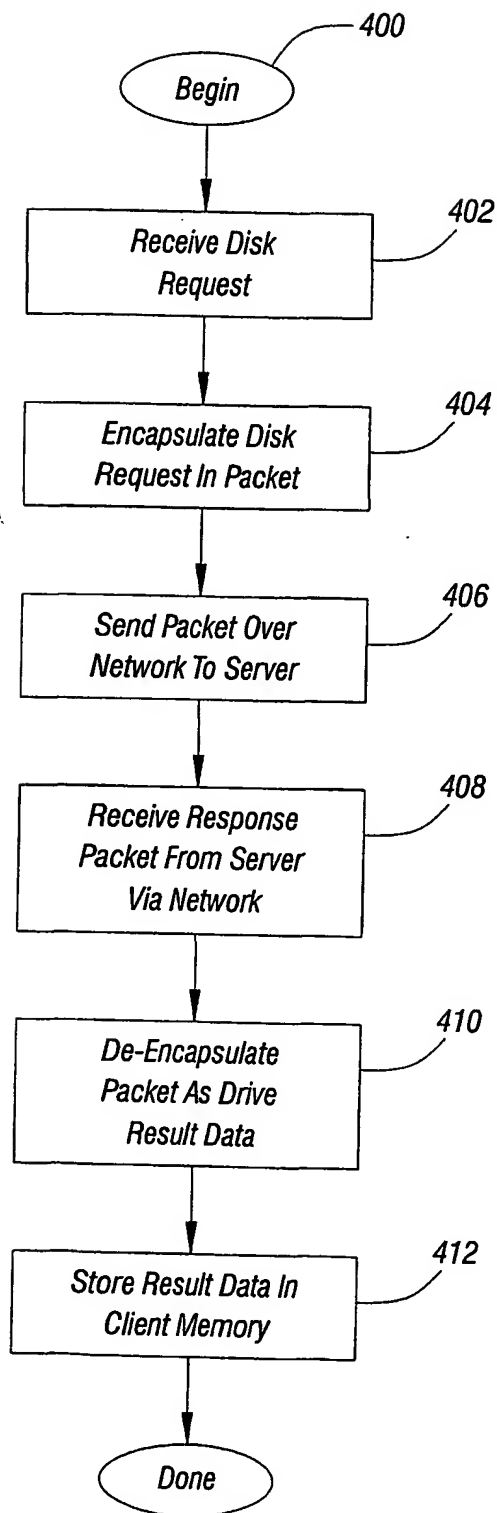 400
Begin
402
Receive Disk
Request
404
Encapsulate Disk
Request In Packet
406
Send Packet Over
Network To Server
408
Receive Response
Packet From Server
Via Network
410
De-Encapsulate
Packet As Drive
Result Data
412
Store Result Data In
Client Memory
Done